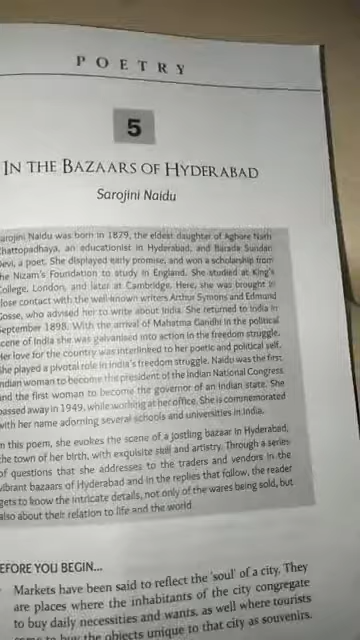 POETRY
5
IN THE BAZAARS OF HYDERABAD
Sarojini Naidu
arojini Naidu was born in 1879, the eldest daughter of Aghore Nath
Chattopadhaya, an educationist in Hyderabad, and Barada Sundari
Devi, a poet. She displayed early promise, and won a scholarship from
he Nizam's Foundation to study in England. She studied at King's
College, London, and later at Cambridge. Here, she was brought in
close contact with the well-known writers Arthur Symons and Edmund
Gosse, who advised her to write about India. She returned to India in
September 1898. With the arrival of Mahatma Gandhi in the political
cene of India she was galvanised into action in the freedom struggle.
Her love for the country was interlinked to her poetic and political self.
She played a pivotal role in India's freedom struggle. Naidu was the first
ndian woman to become the president of the Indian National Congress
and the first woman to become the governor of an Indian state. She
passed away in 1949, while working at her office. She is commemorated
with her name adorning several schools and universities in India.
n this poem, she evokes the scene of a jostling bazaar in Hyderabad,
the town of her birth, with exquisite skill and artistry. Through a series
of questions that she addresses to the traders and vendors in the
vibrant bazaars of Hyderabad and in the replies that follow, the reader
gets to know the intricate details, not only of the wares being sold, but
also about their relation to life and the world
EFORE YOU BEGIN...
Markets have been said to reflect the 'soul' of a city. They
are places where the inhabitants of the city congregate
to buy daily necessities and wants, as well where tourists
come to buy the objects unique to that city as souvenirs.